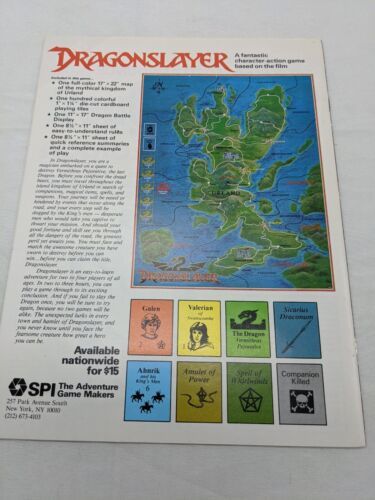 DRAGONSLAYER
A fantastic
character-action game
based on the film
Included in this game...
★ One full-color 17" × 22" map
of the mythical kingdom
of Urland
★ One hundred colorful
1" × 1¼" die-cut cardboard
playing tiles
★ One 11" × 17" Dragon Battle
Display
★ One 8½" × 11" sheet of
easy-to-understand rules
★ One 8½" × 11" sheet of
quick reference summaries
and a complete example
of play
In Dragonslayer, you are a
magician embarked on a quest to
destroy Vermithrax Pejorative, the last
Dragon. Before you confront the dread
beast, you must travel throughout the
island kingdom of Urland in search of
companions, magical items, spells, and
weapons. Your journey will be noted or
hindered by events that occur along the
road, and your every step will be
dogged by the King's men — desperate
men who would take you captive to
thwart your mission. And should your
good fortune and skill see you through
all the dangers of the road, the greatest
peril yet awaits you. You must face and
match the awesome power you have
sworn to destroy before you can
win... before you can claim the title,
Dragonslayer.
Dragonslayer is an easy-to-learn
adventure for two to four players of all
ages. In two to three hours, you can
play a game through to its exciting
conclusion. And if you fail to slay the
Dragon once, you will be sure to try
again, because no two games will be
alike. The unexpected lurks in every
town and hamlet of Dragonslayer, and
you never know until you face the
fearsome creature how great a hero
you can be.
Available
nationwide
for $15
SPI The Adventure
Game Makers
257 Park Avenue South
New York, NY 10010
(212) 673-4103
URLAND
DRAGONSLAYER
Galen
Valerian
of Swanscombe
1
The Dragon
Vermithrax
Pejorative
Sicarius
Draconum
Ahnrik
and his
King's Men
6
Amulet of
Power
Spell of
Whirlwinds
Companion
Killed